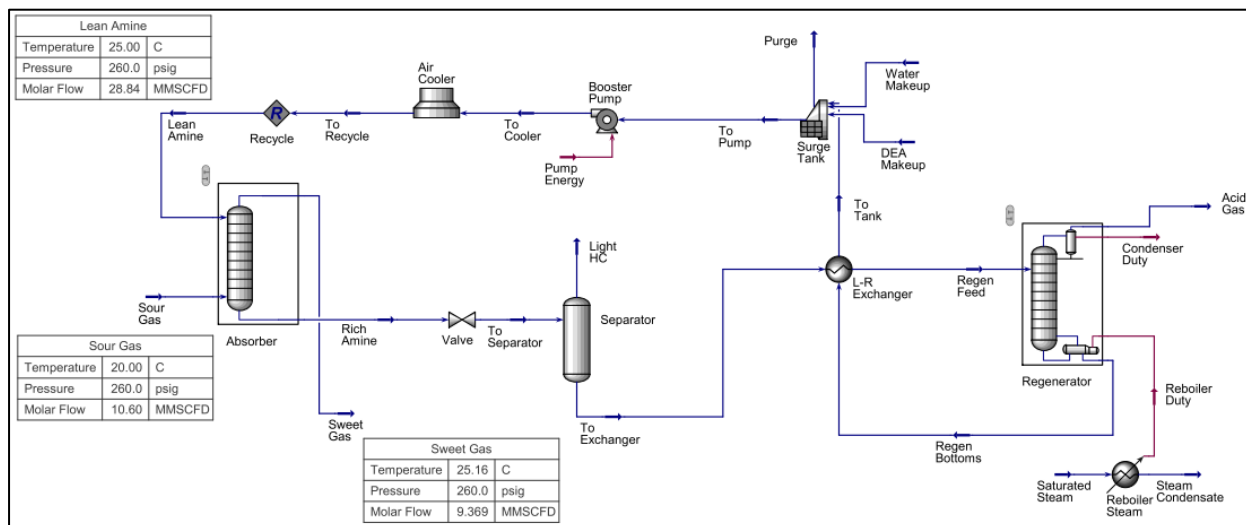 Lean Amine
Temperature 25.00 C
Pressure 260.0 psig
Molar Flow 28.84 MMSCFD
Purge
Water
Makeup
Air
Cooler
Booster
Pump
Lean
Amine
R
Recycle
To
Recycle
To
Cooler
Pump
Energy
To
Pump
Surge
Tank
DEA
Makeup
To
Tank
Acid
Gas
Condenser
Duty
Light
HC
L-R
Exchanger
Regen
Feed
Sour
Gas
Absorber
Rich
Amine
Valve
To
Separator
Separator
Regenerator
Sour Gas
Temperature 20.00 C
Pressure 260.0 psig
Molar Flow 10.60 MMSCFD
Sweet
Gas
To
Exchanger
Regen
Bottoms
Reboiler
Duty
Sweet Gas
Temperature 25.16 C
Pressure 260.0 psig
Molar Flow 9.369 MMSCFD
Saturated
Steam
Reboiler
Steam
Steam
Condensate